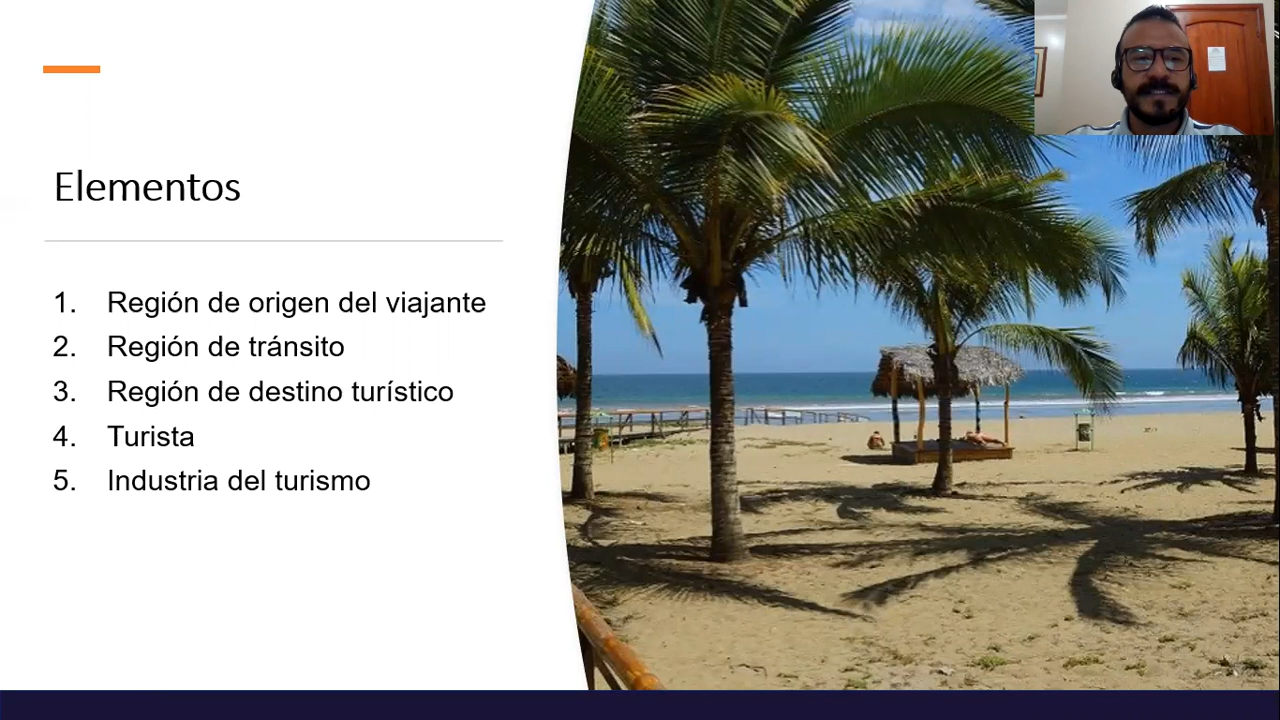 Elementos
1. Región de origen del viajante
2. Región de tránsito
3. Región de destino turístico
4. Turista
5. Industria del turismo